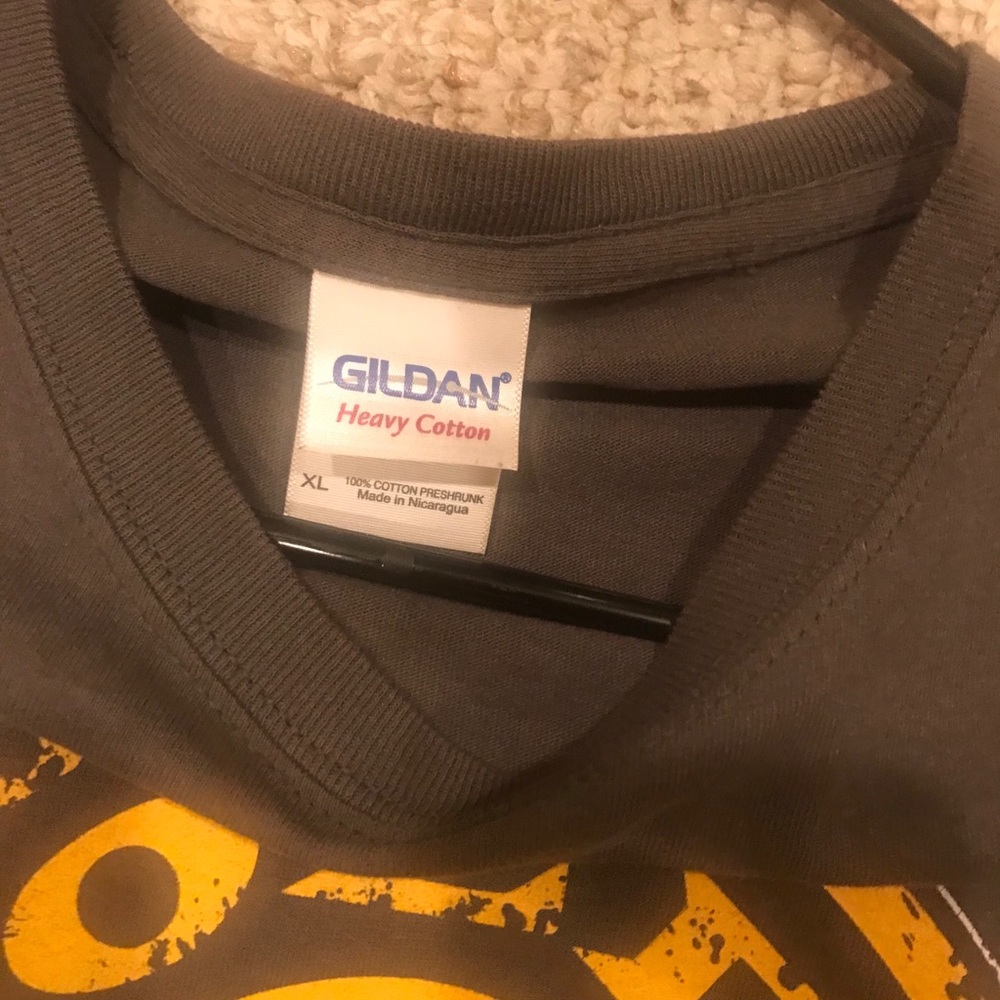 GILDAN®
Heavy Cotton
XL
100% COTTON PRESHRUNK
Made in Nicaragua